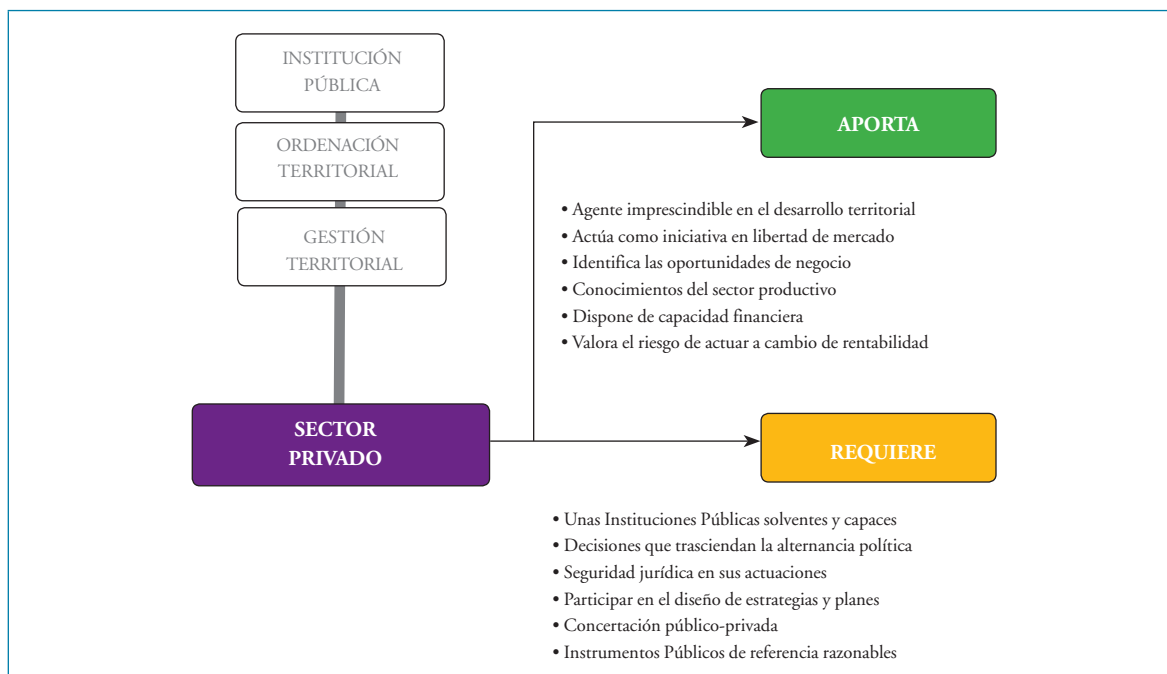 INSTITUCIÓN
PÚBLICA
ORDENACIÓN
TERRITORIAL
GESTIÓN
TERRITORIAL
SECTOR
PRIVADO
APORTA
• Agente imprescindible en el desarrollo territorial
• Actúa como iniciativa en libertad de mercado
• Identifica las oportunidades de negocio
• Conocimientos del sector productivo
• Dispone de capacidad financiera
• Valora el riesgo de actuar a cambio de rentabilidad
REQUIERE
• Unas Instituciones Públicas solventes y capaces
• Decisiones que trasciendan la alternancia política
• Seguridad jurídica en sus actuaciones
• Participar en el diseño de estrategias y planes
• Concertación público-privada
• Instrumentos Públicos de referencia razonables